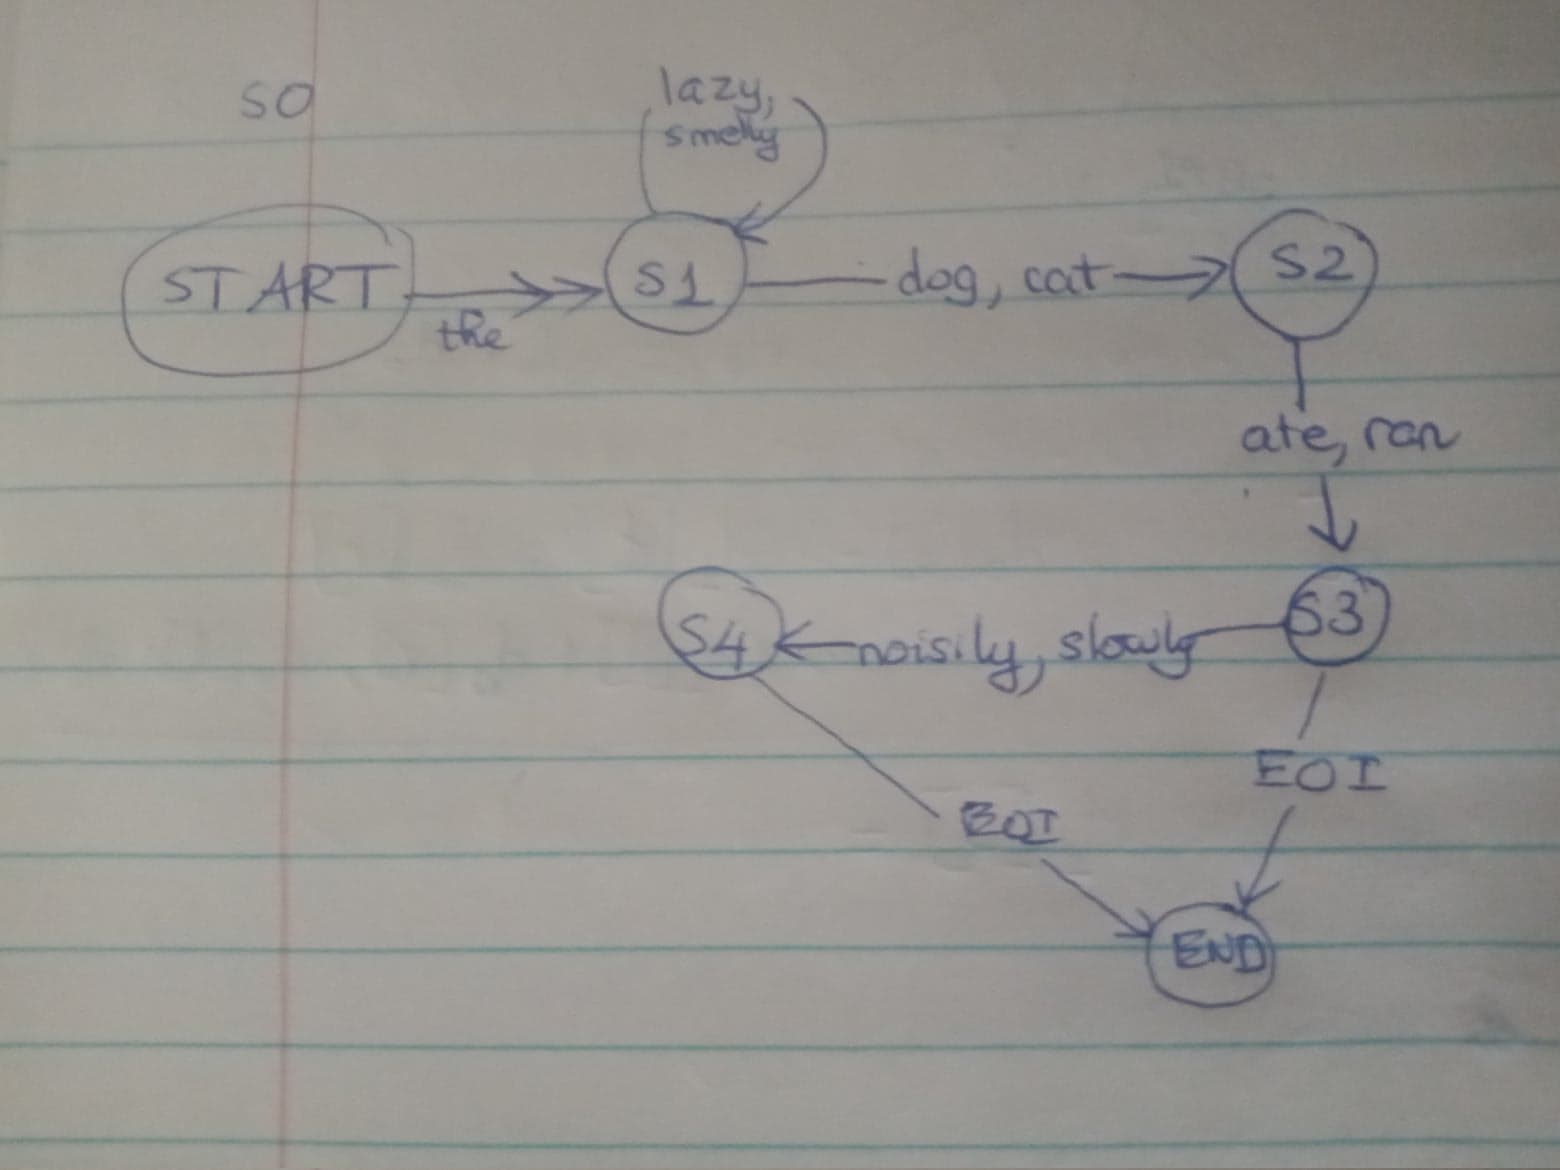 S0
lazy,
smelly
START
the
S1
dog, cat
S2
ate, ran
S3
noisily, slowly
S4
EOI
EOI
END